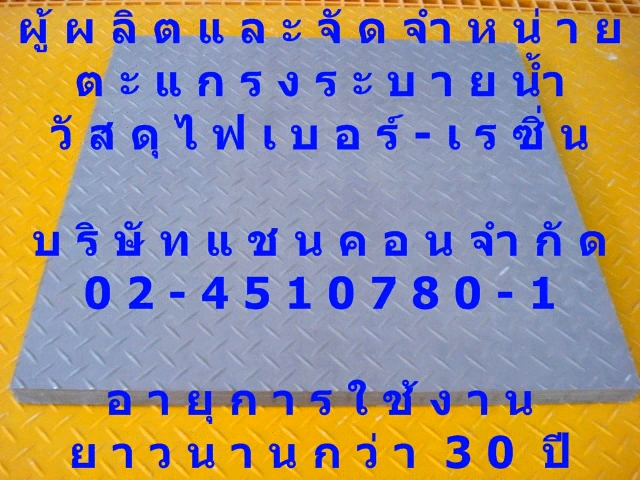 ผู้ผลิตและจัดจำหน่าย
ตะแกรงระบายน้ำ
วัสดุไฟเบอร์-เรซิ่น
บริษัทแชนคอนจำกัด
02-4510780-1
อายุการใช้งาน
ยาวนานกว่า 30 ปี